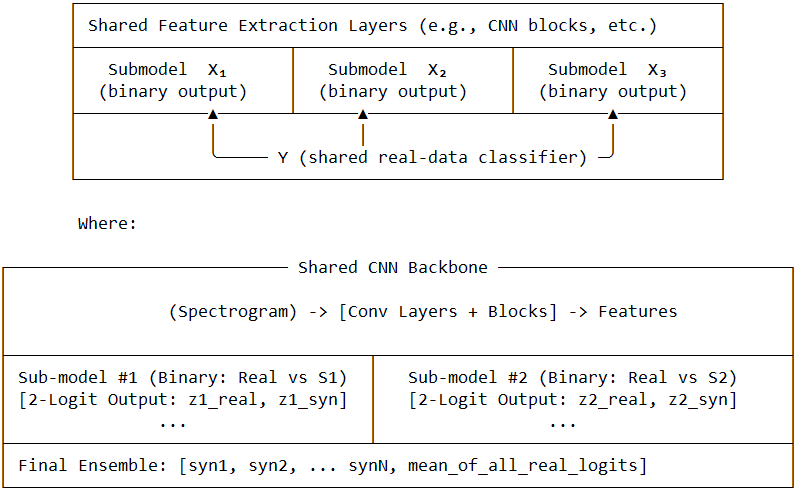 Shared Feature Extraction Layers (e.g., CNN blocks, etc.)
Submodel X₁ Submodel X₂ Submodel X₃
(binary output) (binary output) (binary output)
Y (shared real-data classifier)
Where:
Shared CNN Backbone
(Spectrogram) -> [Conv Layers + Blocks] -> Features
Sub-model #1 (Binary: Real vs S1) Sub-model #2 (Binary: Real vs S2)
[2-Logit Output: z1_real, z1_syn] [2-Logit Output: z2_real, z2_syn]
... ...
Final Ensemble: [syn1, syn2, ... synN, mean_of_all_real_logits]